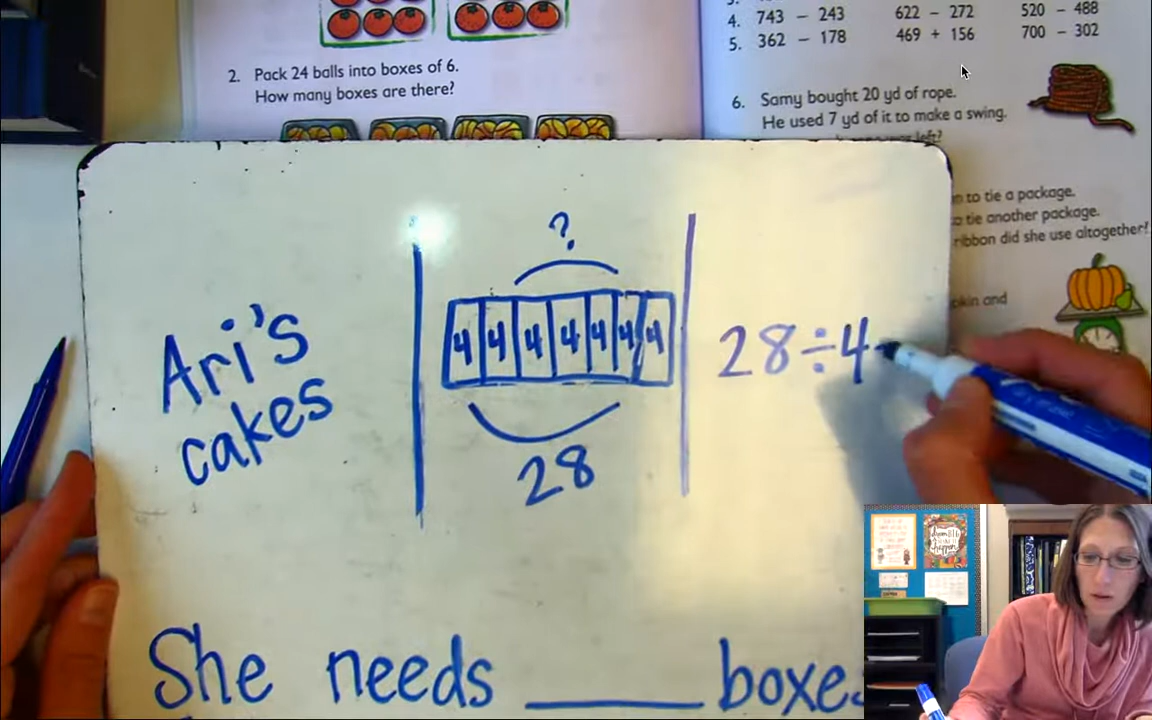 4. 743 - 243 622 - 272 520 - 488
5. 362 - 178 469 + 156 700 - 302
2. Pack 24 balls into boxes of 6.
How many boxes are there?
6. Samy bought 20 yd of rope.
He used 7 yd of it to make a swing.
left?
to tie a package.
tie another package.
ribbon did she use altogether?
and
?
Ari's
cakes
4 4 4 4 4 4 4
28
28 ÷ 4
She needs ____ boxe